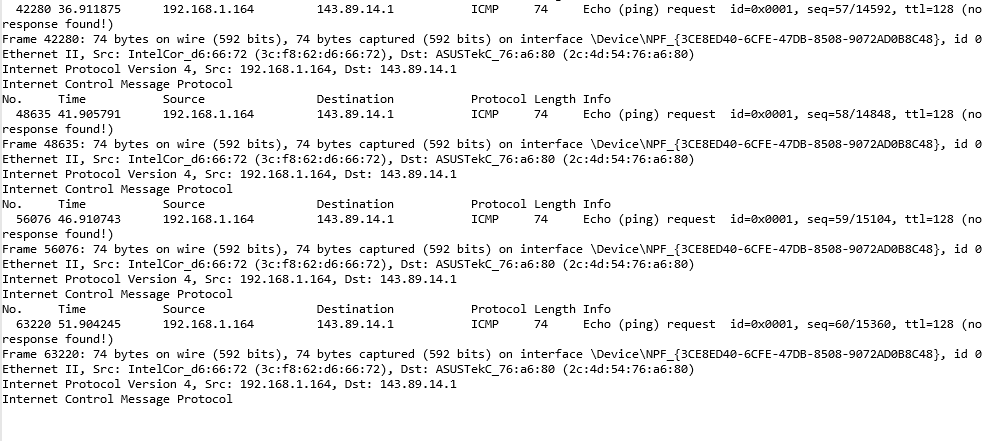 42280 36.911875 192.168.1.164 143.89.14.1 ICMP 74 Echo (ping) request id=0x0001, seq=57/14592, ttl=128 (no
response found!)
Frame 42280: 74 bytes on wire (592 bits), 74 bytes captured (592 bits) on interface \Device\NPF_{3CE8ED40-6CFE-47DB-8508-9072AD0B8C48}, id 0
Ethernet II, Src: IntelCor_d6:66:72 (3c:f8:62:d6:66:72), Dst: ASUSTekC_76:a6:80 (2c:4d:54:76:a6:80)
Internet Protocol Version 4, Src: 192.168.1.164, Dst: 143.89.14.1
Internet Control Message Protocol
No. Time Source Destination Protocol Length Info
48635 41.905791 192.168.1.164 143.89.14.1 ICMP 74 Echo (ping) request id=0x0001, seq=58/14848, ttl=128 (no
response found!)
Frame 48635: 74 bytes on wire (592 bits), 74 bytes captured (592 bits) on interface \Device\NPF_{3CE8ED40-6CFE-47DB-8508-9072AD0B8C48}, id 0
Ethernet II, Src: IntelCor_d6:66:72 (3c:f8:62:d6:66:72), Dst: ASUSTekC_76:a6:80 (2c:4d:54:76:a6:80)
Internet Protocol Version 4, Src: 192.168.1.164, Dst: 143.89.14.1
Internet Control Message Protocol
No. Time Source Destination Protocol Length Info
56076 46.910743 192.168.1.164 143.89.14.1 ICMP 74 Echo (ping) request id=0x0001, seq=59/15104, ttl=128 (no
response found!)
Frame 56076: 74 bytes on wire (592 bits), 74 bytes captured (592 bits) on interface \Device\NPF_{3CE8ED40-6CFE-47DB-8508-9072AD0B8C48}, id 0
Ethernet II, Src: IntelCor_d6:66:72 (3c:f8:62:d6:66:72), Dst: ASUSTekC_76:a6:80 (2c:4d:54:76:a6:80)
Internet Protocol Version 4, Src: 192.168.1.164, Dst: 143.89.14.1
Internet Control Message Protocol
No. Time Source Destination Protocol Length Info
63220 51.904245 192.168.1.164 143.89.14.1 ICMP 74 Echo (ping) request id=0x0001, seq=60/15360, ttl=128 (no
response found!)
Frame 63220: 74 bytes on wire (592 bits), 74 bytes captured (592 bits) on interface \Device\NPF_{3CE8ED40-6CFE-47DB-8508-9072AD0B8C48}, id 0
Ethernet II, Src: IntelCor_d6:66:72 (3c:f8:62:d6:66:72), Dst: ASUSTekC_76:a6:80 (2c:4d:54:76:a6:80)
Internet Protocol Version 4, Src: 192.168.1.164, Dst: 143.89.14.1
Internet Control Message Protocol